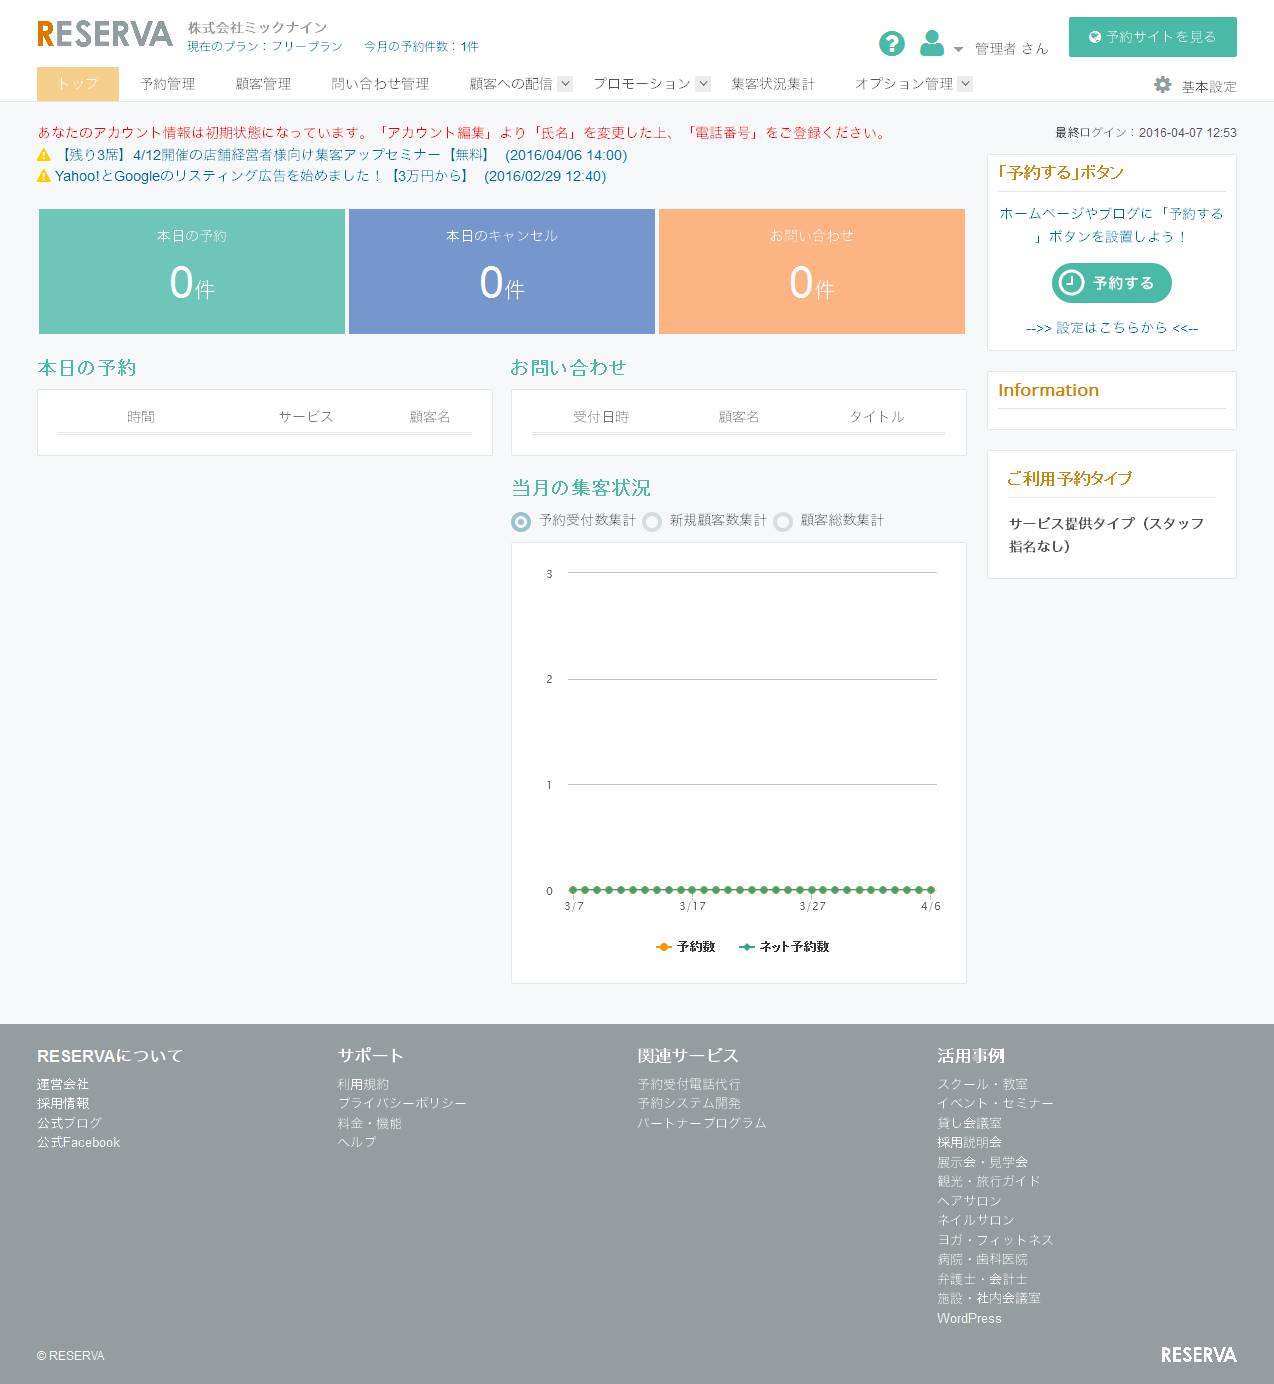 RESERVA
株式会社ミックナイン
現在のプラン：フリープラン 今月の予約件数：1件
管理者 さん
予約サイトを見る
トップ 予約管理 顧客管理 問い合わせ管理 顧客への配信 プロモーション 集客状況集計 オプション管理 基本設定
あなたのアカウント情報は初期状態になっています。「アカウント編集」より「氏名」を変更した上、「電話番号」をご登録ください。
最終ログイン：2016-04-07 12:53
【残り3席】4/12開催の店舗経営者様向け集客アップセミナー【無料】 (2016/04/06 14:00)
Yahoo!とGoogleのリスティング広告を始めました！【3万円から】 (2016/02/29 12:40)
本日の予約
0件
本日のキャンセル
0件
お問い合わせ
0件
「予約する」ボタン
ホームページやブログに「予約する
」ボタンを設置しよう！
予約する
-->> 設定はこちらから <<--
本日の予約
時間 サービス 顧客名
お問い合わせ
受付日時 顧客名 タイトル
Information
ご利用予約タイプ
サービス提供タイプ（スタッフ
指名なし）
当月の集客状況
予約受付数集計 新規顧客数集計 顧客総数集計
3
2
1
0
3/7 3/17 3/27 4/6
予約数 ネット予約数
RESERVAについて
運営会社
採用情報
公式ブログ
公式Facebook
サポート
利用規約
プライバシーポリシー
料金・機能
ヘルプ
関連サービス
予約受付電話代行
予約システム開発
パートナープログラム
活用事例
スクール・教室
イベント・セミナー
貸し会議室
採用説明会
展示会・見学会
観光・旅行ガイド
ヘアサロン
ネイルサロン
ヨガ・フィットネス
病院・歯科医院
弁護士・会計士
施設・社内会議室
WordPress
© RESERVA
RESERVA